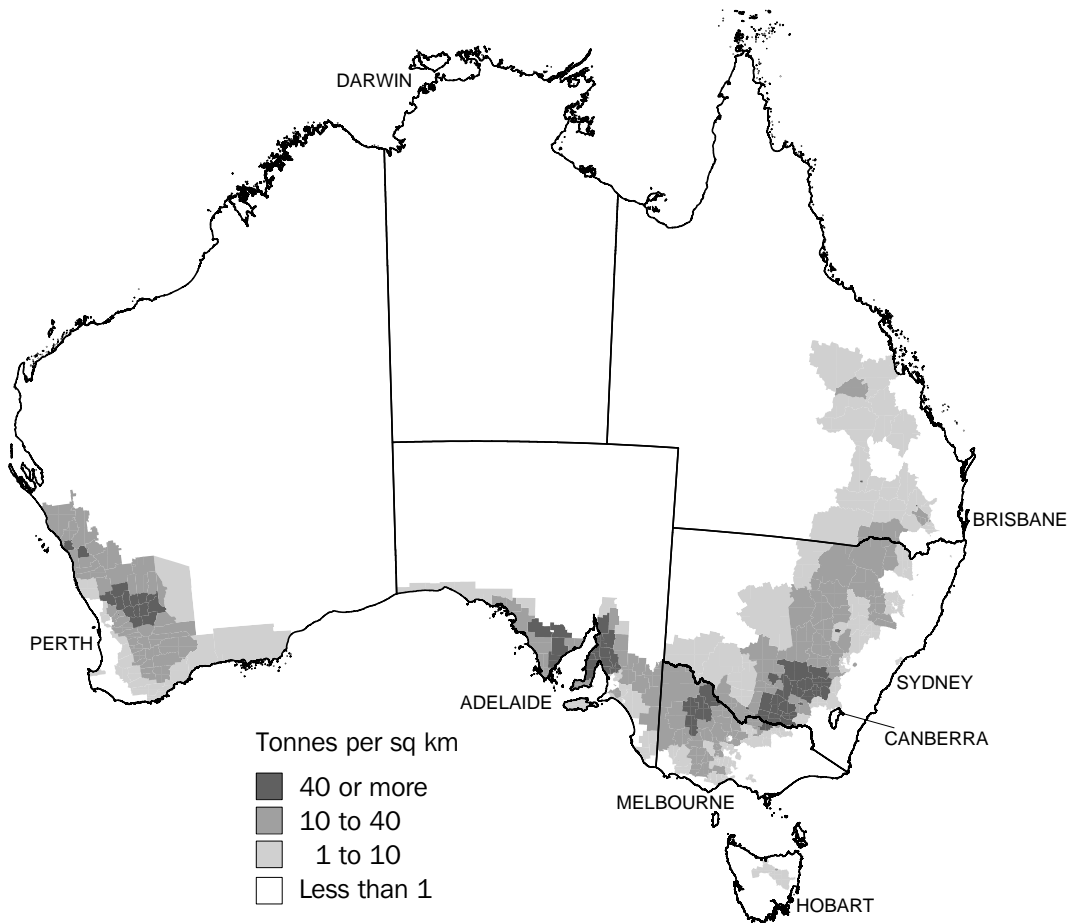 DARWIN
BRISBANE
PERTH
SYDNEY
ADELAIDE
CANBERRA
Tonnes per sq km
40 or more
MELBOURNE
10 to 40
1 to 10
Less than 1
HOBART